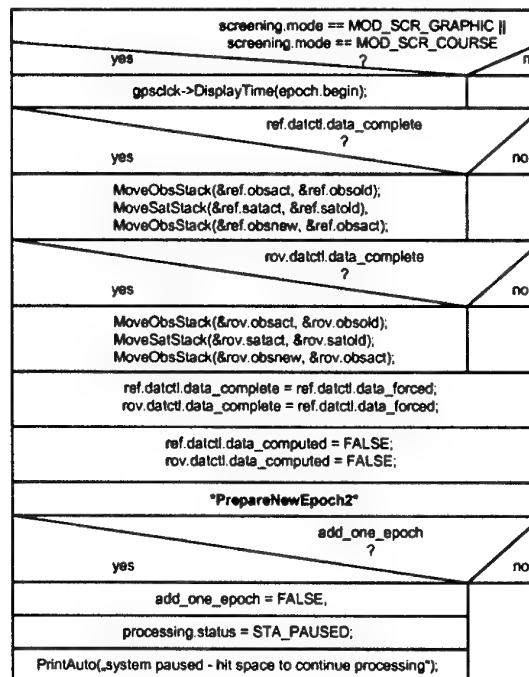 screening.mode == MOD_SCR_GRAPHIC ||
screening.mode == MOD_SCR_COURSE
?
yes
n
gpsclck->DisplayTime(epoch.begin);
ref.datctl.data_complete
?
yes
no
MoveObsStack(&ref.obsact, &ref.obsold);
MoveSatStack(&ref.satact, &ref.satold),
MoveObsStack(&ref.obsnew, &ref.obsact);
rov.datctl.data_complete
?
yes
no
MoveObsStack(&rov.obsact, &rov.obsold);
MoveSatStack(&rov.satact, &rov.satold);
MoveObsStack(&rov.obsnew, &rov.obsact);
ref.datctl.data_complete = ref.datctl.data_forced;
rov.datctl.data_complete = ref.datctl.data_forced;
ref.datctl.data_computed = FALSE;
rov.datctl.data_computed = FALSE;
"PrepareNewEpoch2"
add_one_epoch
?
yes
no
add_one_epoch = FALSE,
processing.status = STA_PAUSED;
PrintAuto(„system paused - hit space to continue processing");